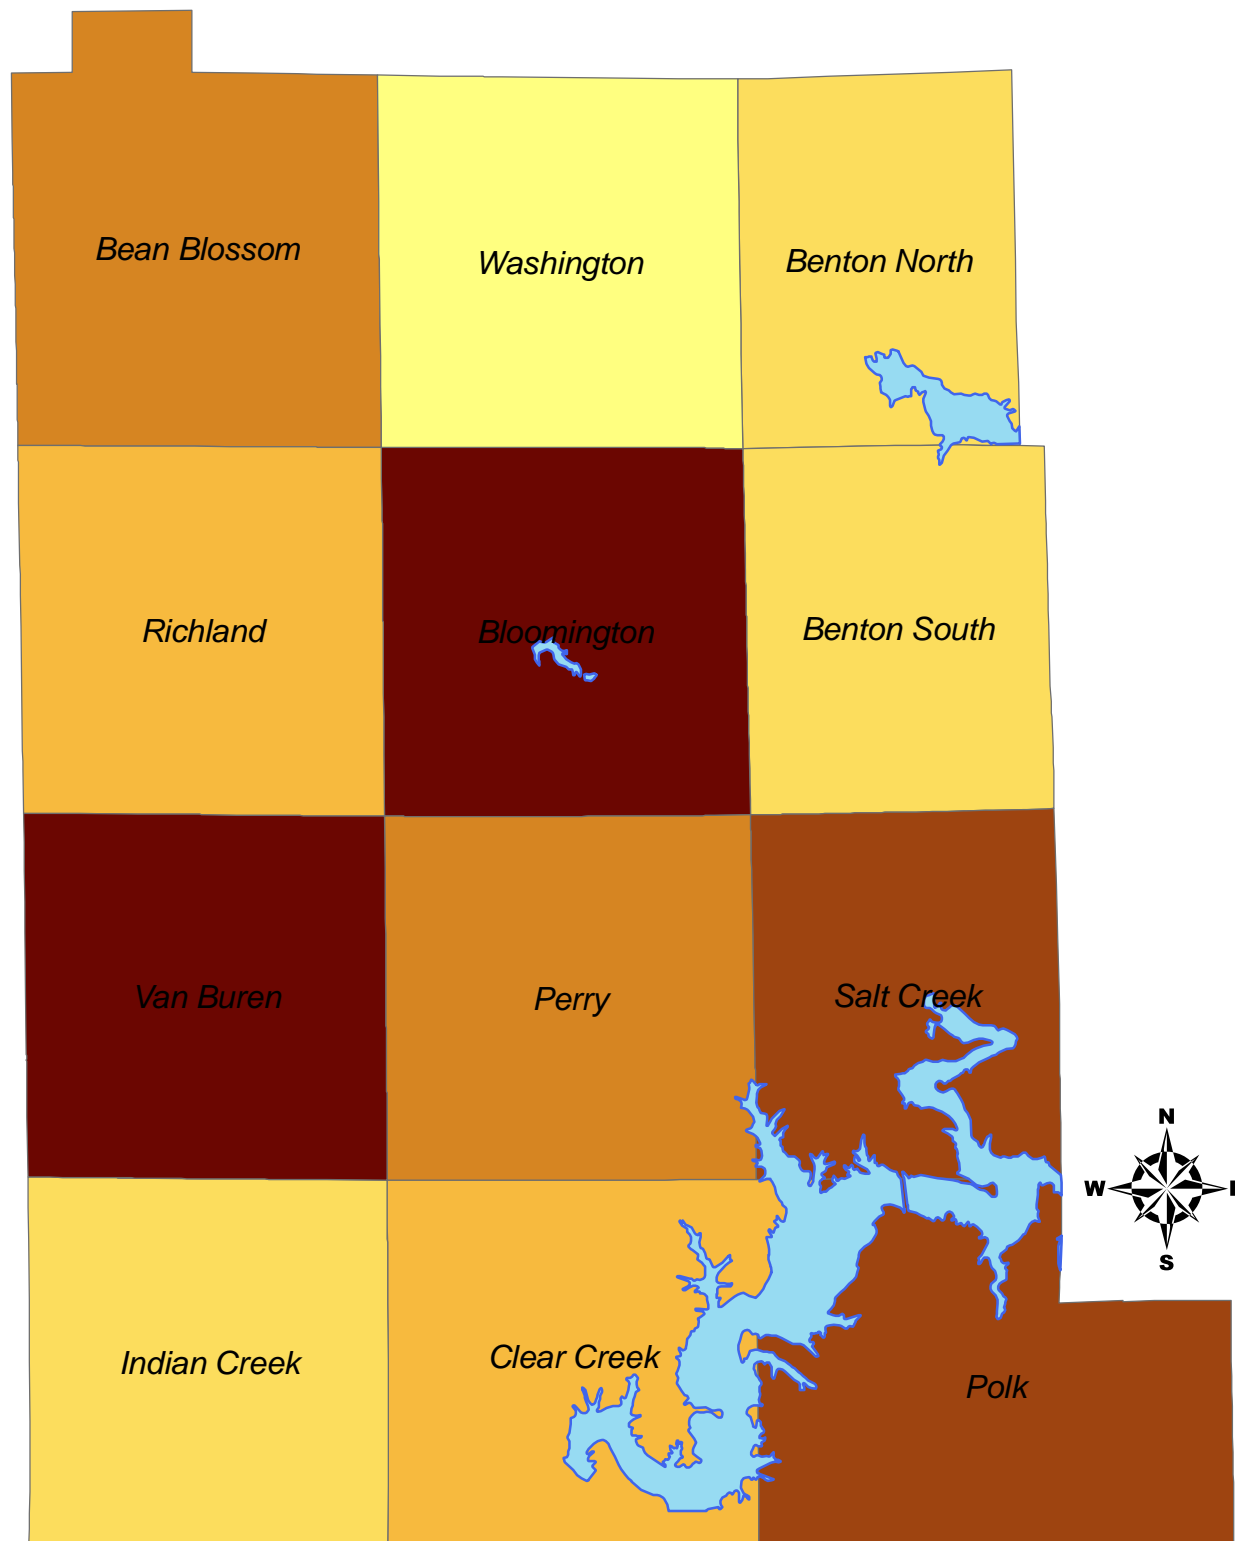 Bean Blossom
Washington
Benton North
Richland
Bloomington
Benton South
Van Buren
Perry
Salt Creek
N
W
S
Indian Creek
Clear Creek
Polk